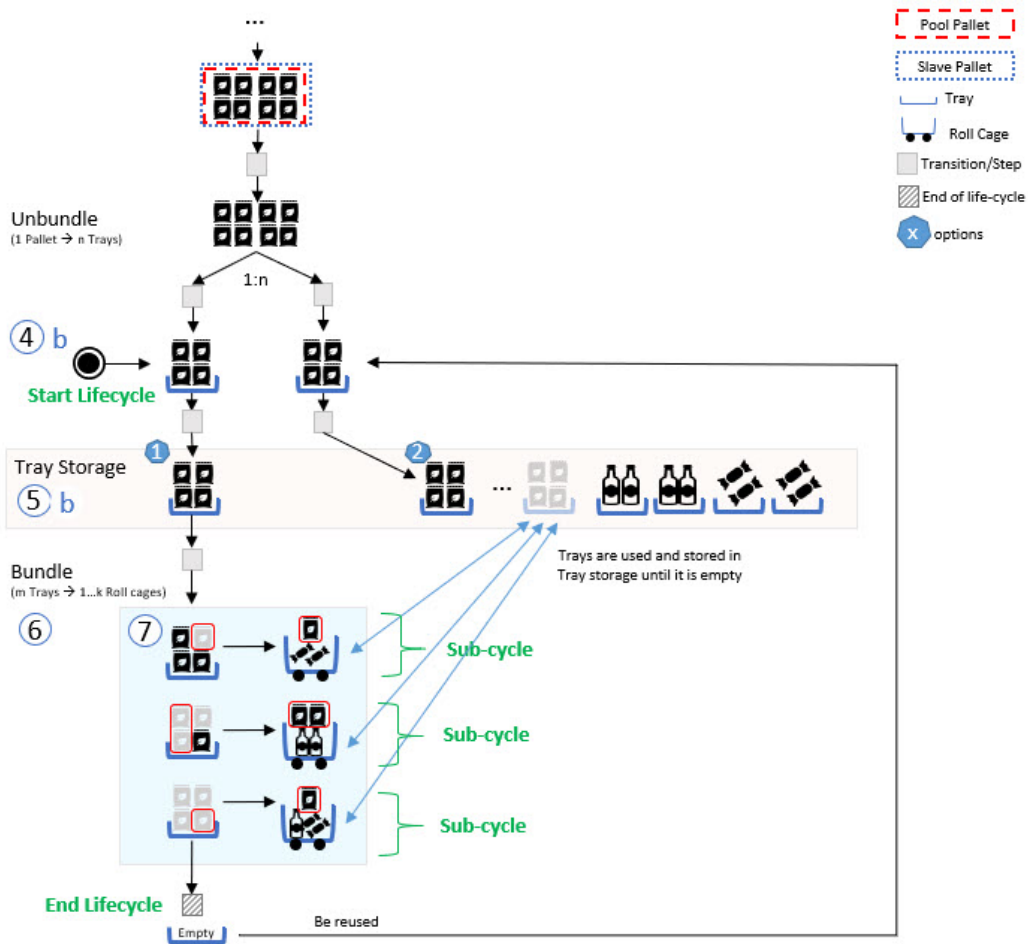 ...
Pool Pallet
Slave Pallet
Tray
Roll Cage
Transition/Step
End of life-cycle
x options
Unbundle
(1 Pallet → n Trays)
1:n
4 b
Start Lifecycle
1
2
Tray Storage
5 b
...
Trays are used and stored in
Tray storage until it is empty
Bundle
(m Trays → 1...k Roll cages)
6
7
Sub-cycle
Sub-cycle
Sub-cycle
End Lifecycle
Empty
Be reused